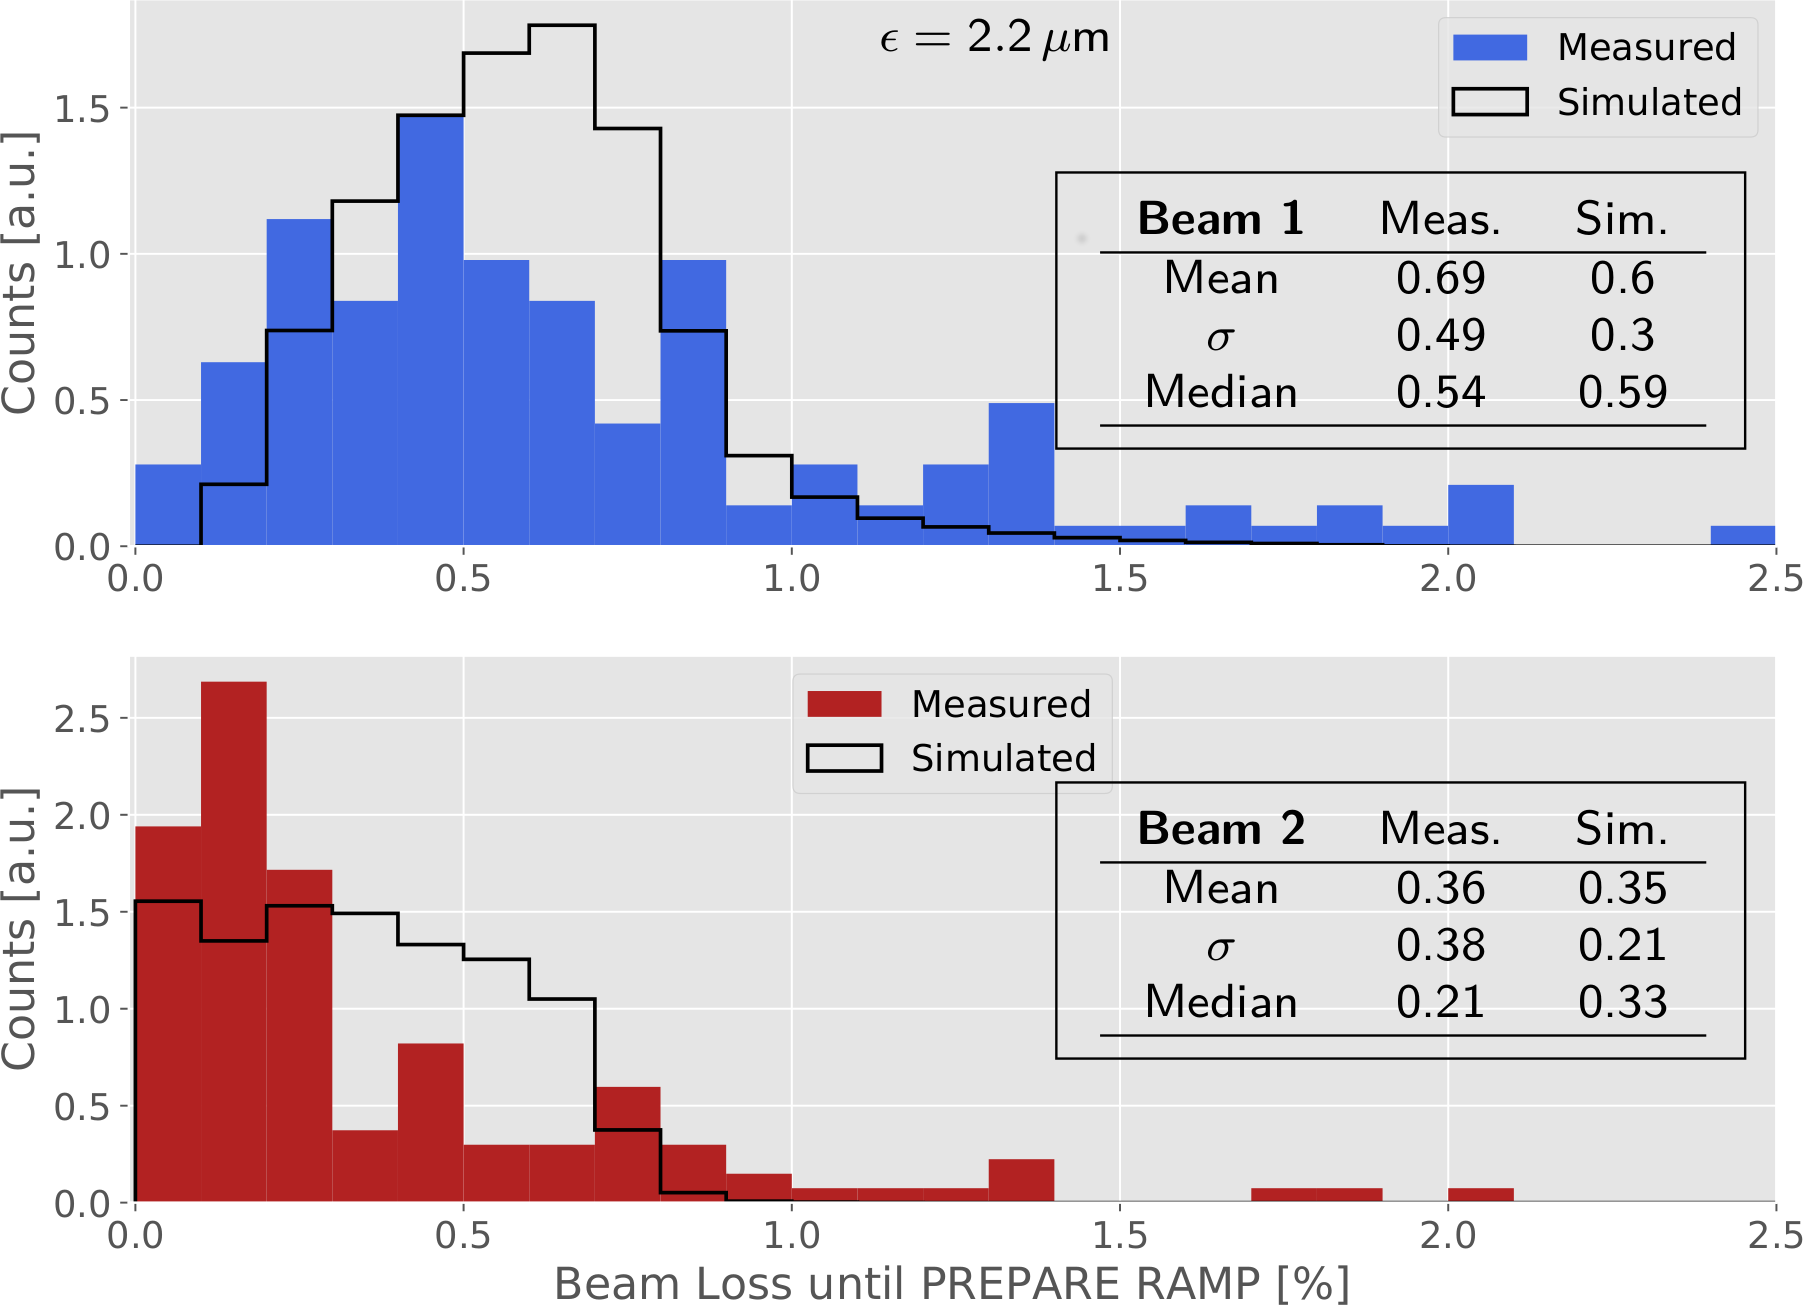 ϵ = 2.2 μm
Measured
Simulated
Counts [a.u.]
1.5
1.0
0.5
0.0
Beam 1 Meas. Sim.
Mean 0.69 0.6
σ 0.49 0.3
Median 0.54 0.59
0.0 0.5 1.0 1.5 2.0 2.5
Measured
Simulated
Counts [a.u.]
2.5
2.0
1.5
1.0
0.5
0.0
Beam 2 Meas. Sim.
Mean 0.36 0.35
σ 0.38 0.21
Median 0.21 0.33
0.0 0.5 1.0 1.5 2.0 2.5
Beam Loss until PREPARE RAMP [%]